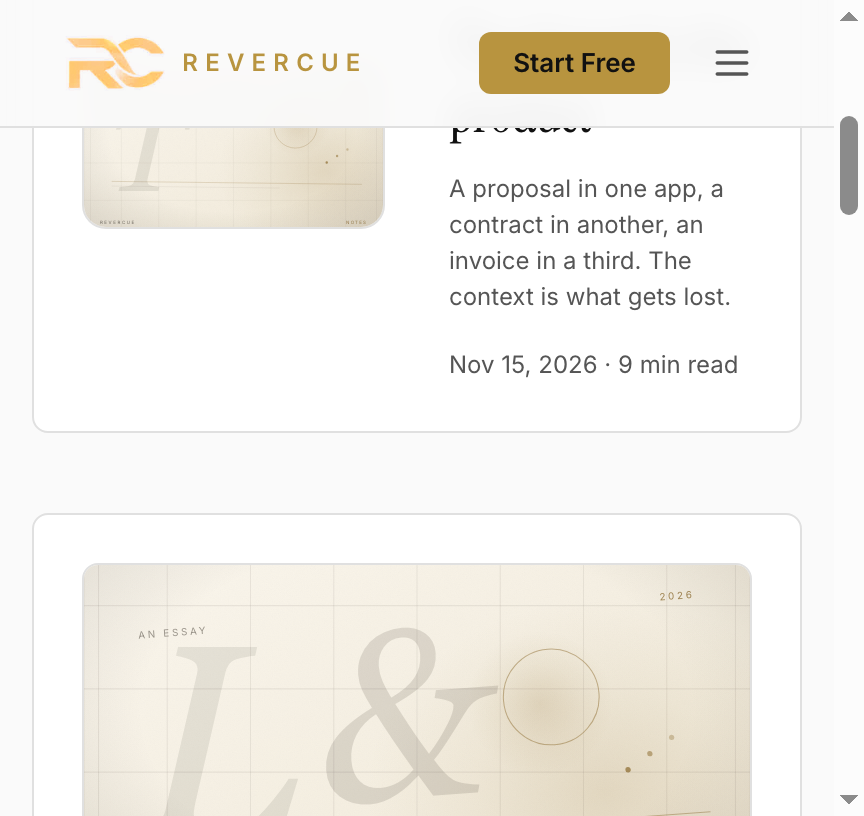 RC REVERCUE
Start Free
product
A proposal in one app, a
contract in another, an
invoice in a third. The
context is what gets lost.
Nov 15, 2026 · 9 min read
T
REVERCUE
NOTES
2026
AN ESSAY
L &